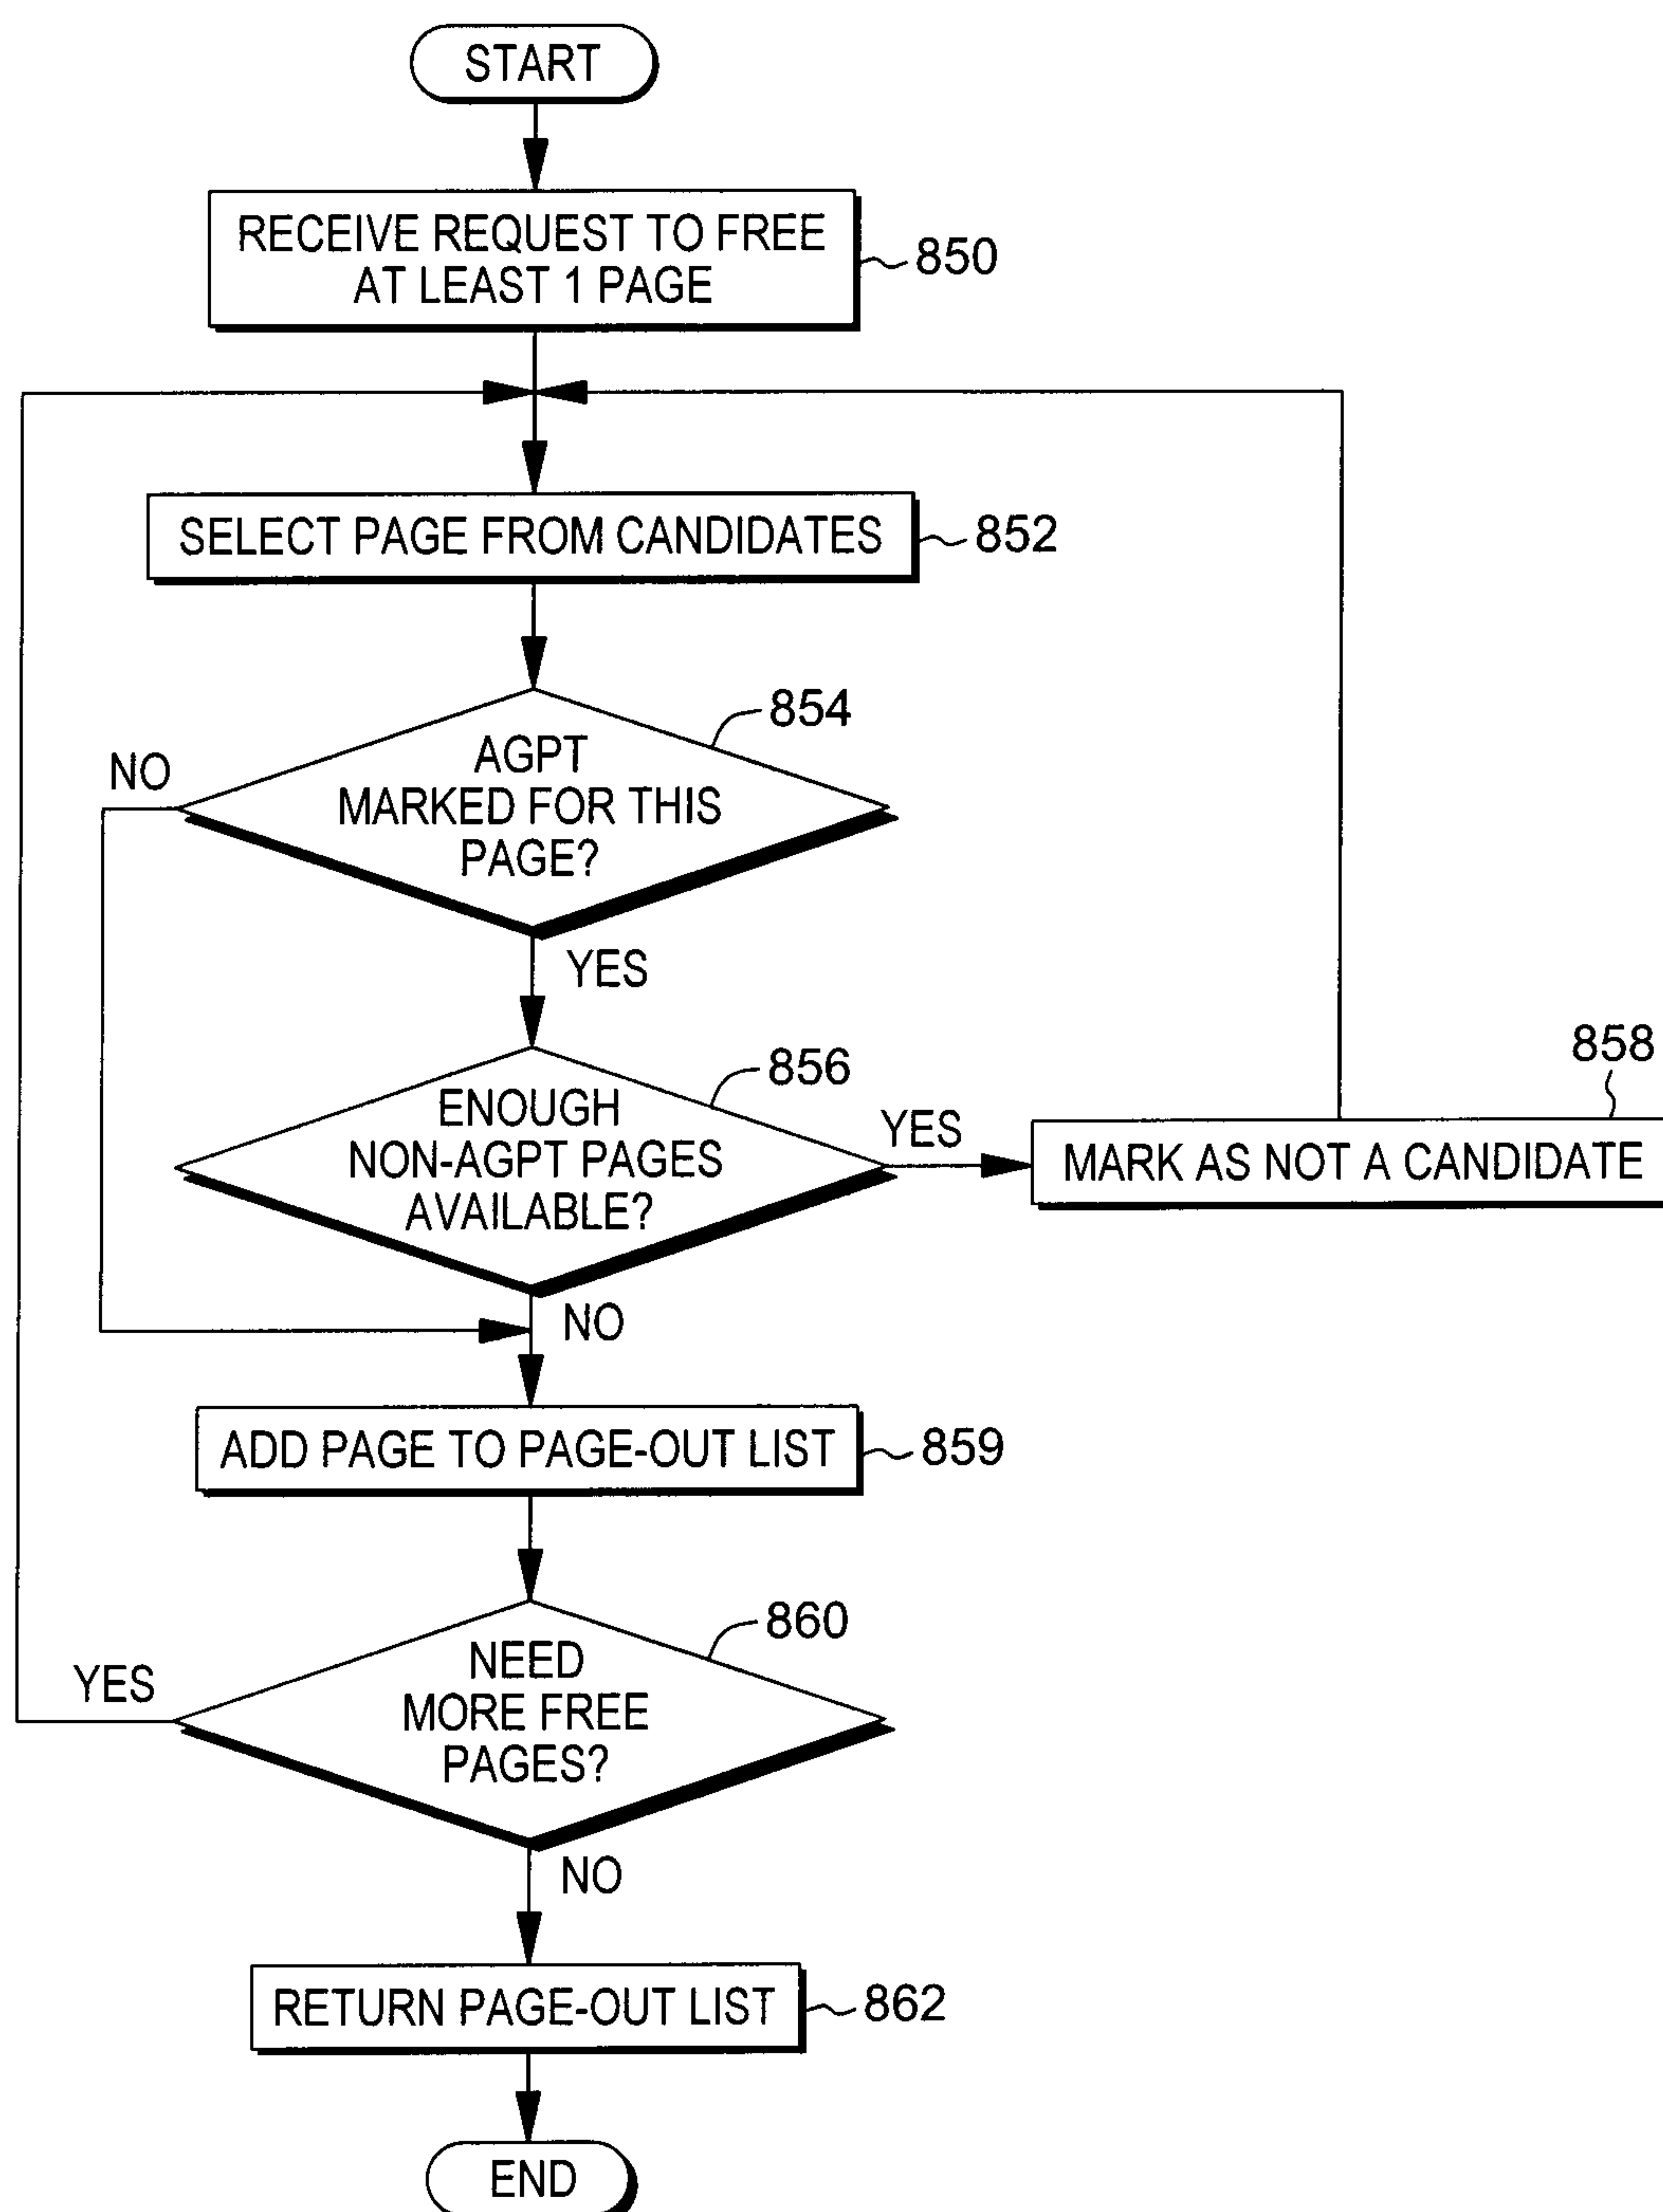 START
RECEIVE REQUEST TO FREE
AT LEAST 1 PAGE
850
SELECT PAGE FROM CANDIDATES
852
854
AGPT
MARKED FOR THIS
PAGE?
NO
YES
856
ENOUGH
NON-AGPT PAGES
AVAILABLE?
YES
858
MARK AS NOT A CANDIDATE
NO
ADD PAGE TO PAGE-OUT LIST
859
860
NEED
MORE FREE
PAGES?
YES
NO
RETURN PAGE-OUT LIST
862
END